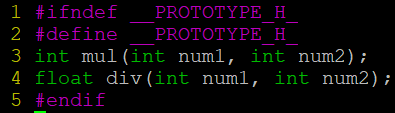 1 #ifndef __PROTOTYPE_H_
2 #define __PROTOTYPE_H_
3 int mul(int num1, int num2);
4 float div(int num1, int num2);
5 #endif